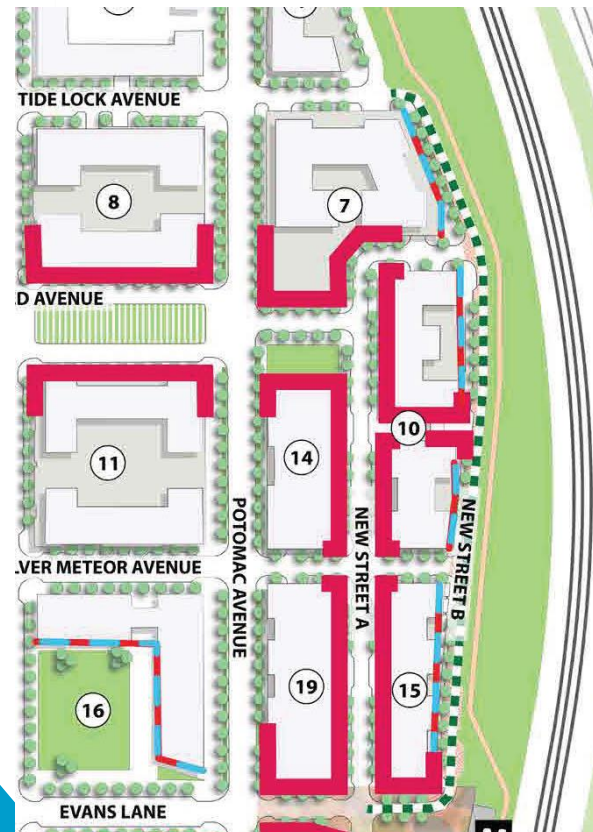 TIDE LOCK AVENUE
8
7
D AVENUE
10
11
14
POTOMAC AVENUE
NEW STREET A
NEW STREET B
LVER METEOR AVENUE
16
19
15
EVANS LANE